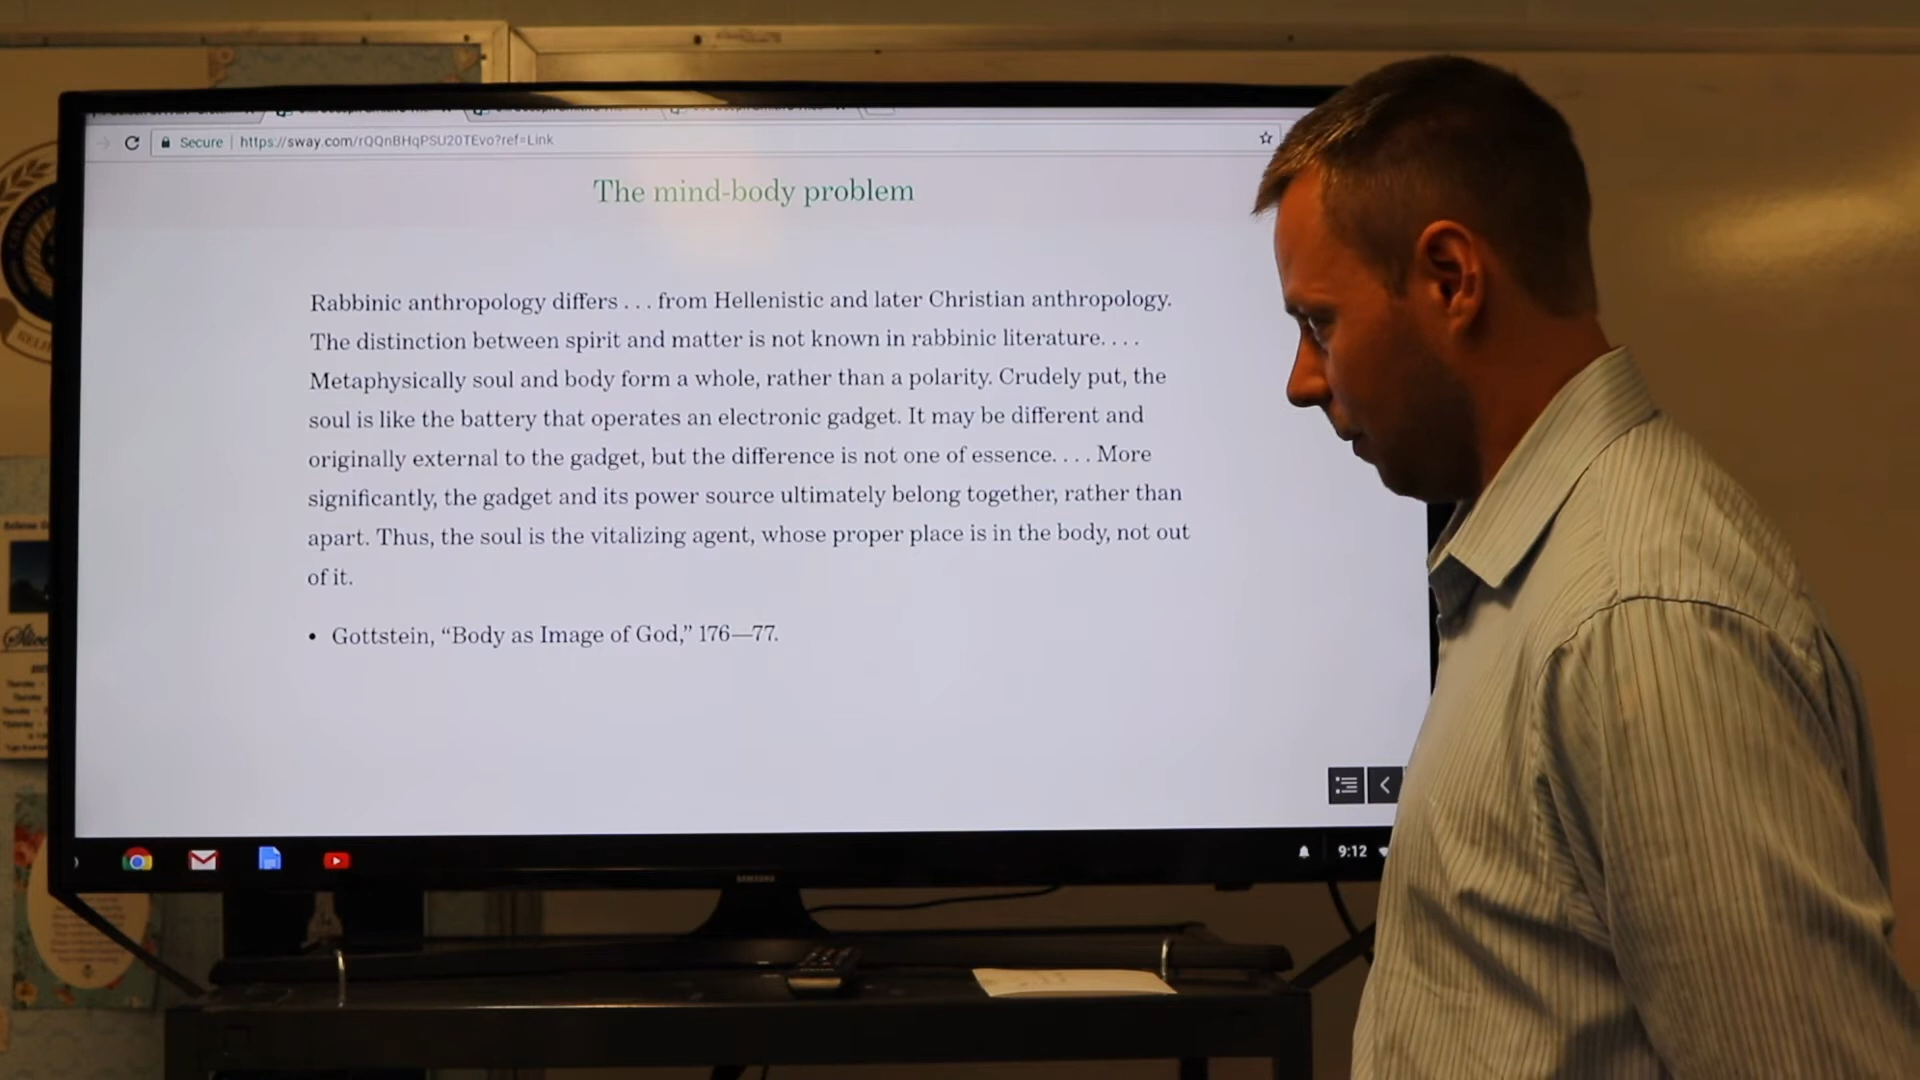 Secure | https://sway.com/rQQnBHqPSU20TEvo?ref=Link
The mind-body problem
Rabbinic anthropology differs . . . from Hellenistic and later Christian anthropology.
The distinction between spirit and matter is not known in rabbinic literature. . . .
Metaphysically soul and body form a whole, rather than a polarity. Crudely put, the
soul is like the battery that operates an electronic gadget. It may be different and
originally external to the gadget, but the difference is not one of essence. . . . More
significantly, the gadget and its power source ultimately belong together, rather than
apart. Thus, the soul is the vitalizing agent, whose proper place is in the body, not out
of it.
• Gottstein, “Body as Image of God,” 176—77.
9:12
SAMSUNG